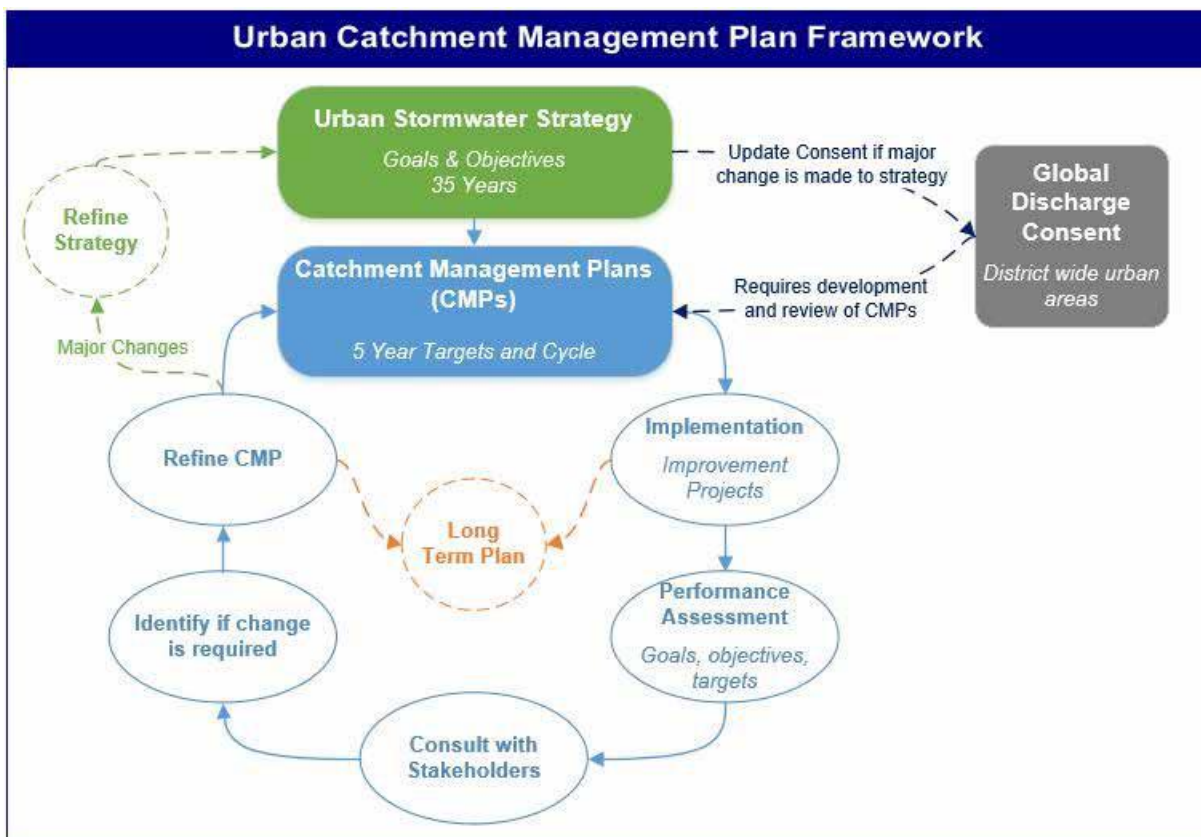 Urban Catchment Management Plan Framework
Urban Stormwater Strategy
Goals & Objectives
35 Years
Update Consent if major
change is made to strategy
Global
Discharge
Consent
District wide urban
areas
Refine
Strategy
Catchment Management Plans
(CMPs)
5 Year Targets and Cycle
Requires development
and review of CMPs
Major Changes
Refine CMP
Implementation
Improvement
Projects
Long
Term Plan
Identify if change
is required
Performance
Assessment
Goals, objectives,
targets
Consult with
Stakeholders